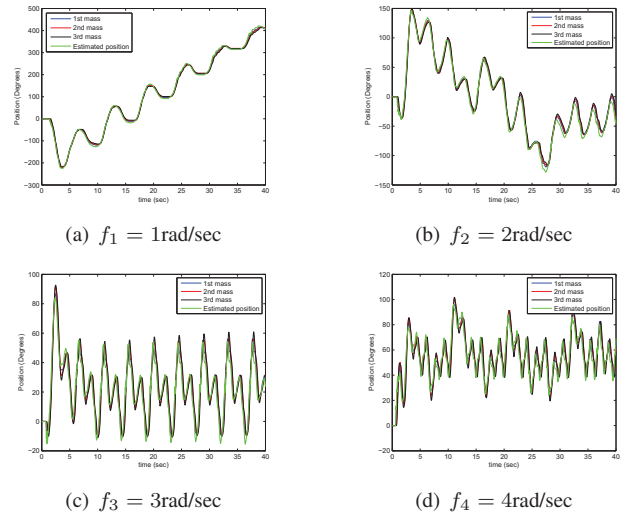 500
400
300
200
100
0
−100
−200
−300
0 5 10 15 20 25 30 35 40
time (sec)
Position (Degrees)
1st mass
2nd mass
3rd mass
Estimated position
(a) f1 = 1rad/sec
150
100
50
0
−50
−100
−150
0 5 10 15 20 25 30 35 40
time (sec)
Position (Degrees)
1st mass
2nd mass
3rd mass
Estimated position
(b) f2 = 2rad/sec
100
80
60
40
20
0
−20
0 5 10 15 20 25 30 35 40
time (sec)
Position (Degrees)
1st mass
2nd mass
3rd mass
Estimated position
(c) f3 = 3rad/sec
120
100
80
60
40
20
0
−20
0 5 10 15 20 25 30 35 40
time (sec)
Position (Degrees)
1st mass
2nd mass
3rd mass
Estimated position
(d) f4 = 4rad/sec